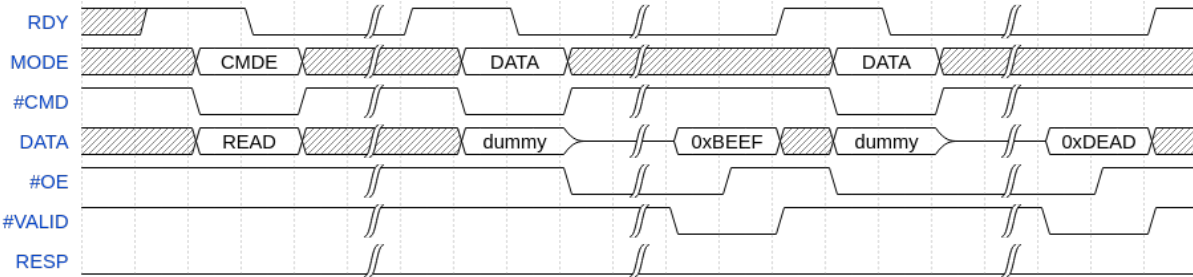 RDY
MODE CMDE DATA DATA
#CMD
DATA READ dummy 0xBEEF dummy 0xDEAD
#OE
#VALID
RESP